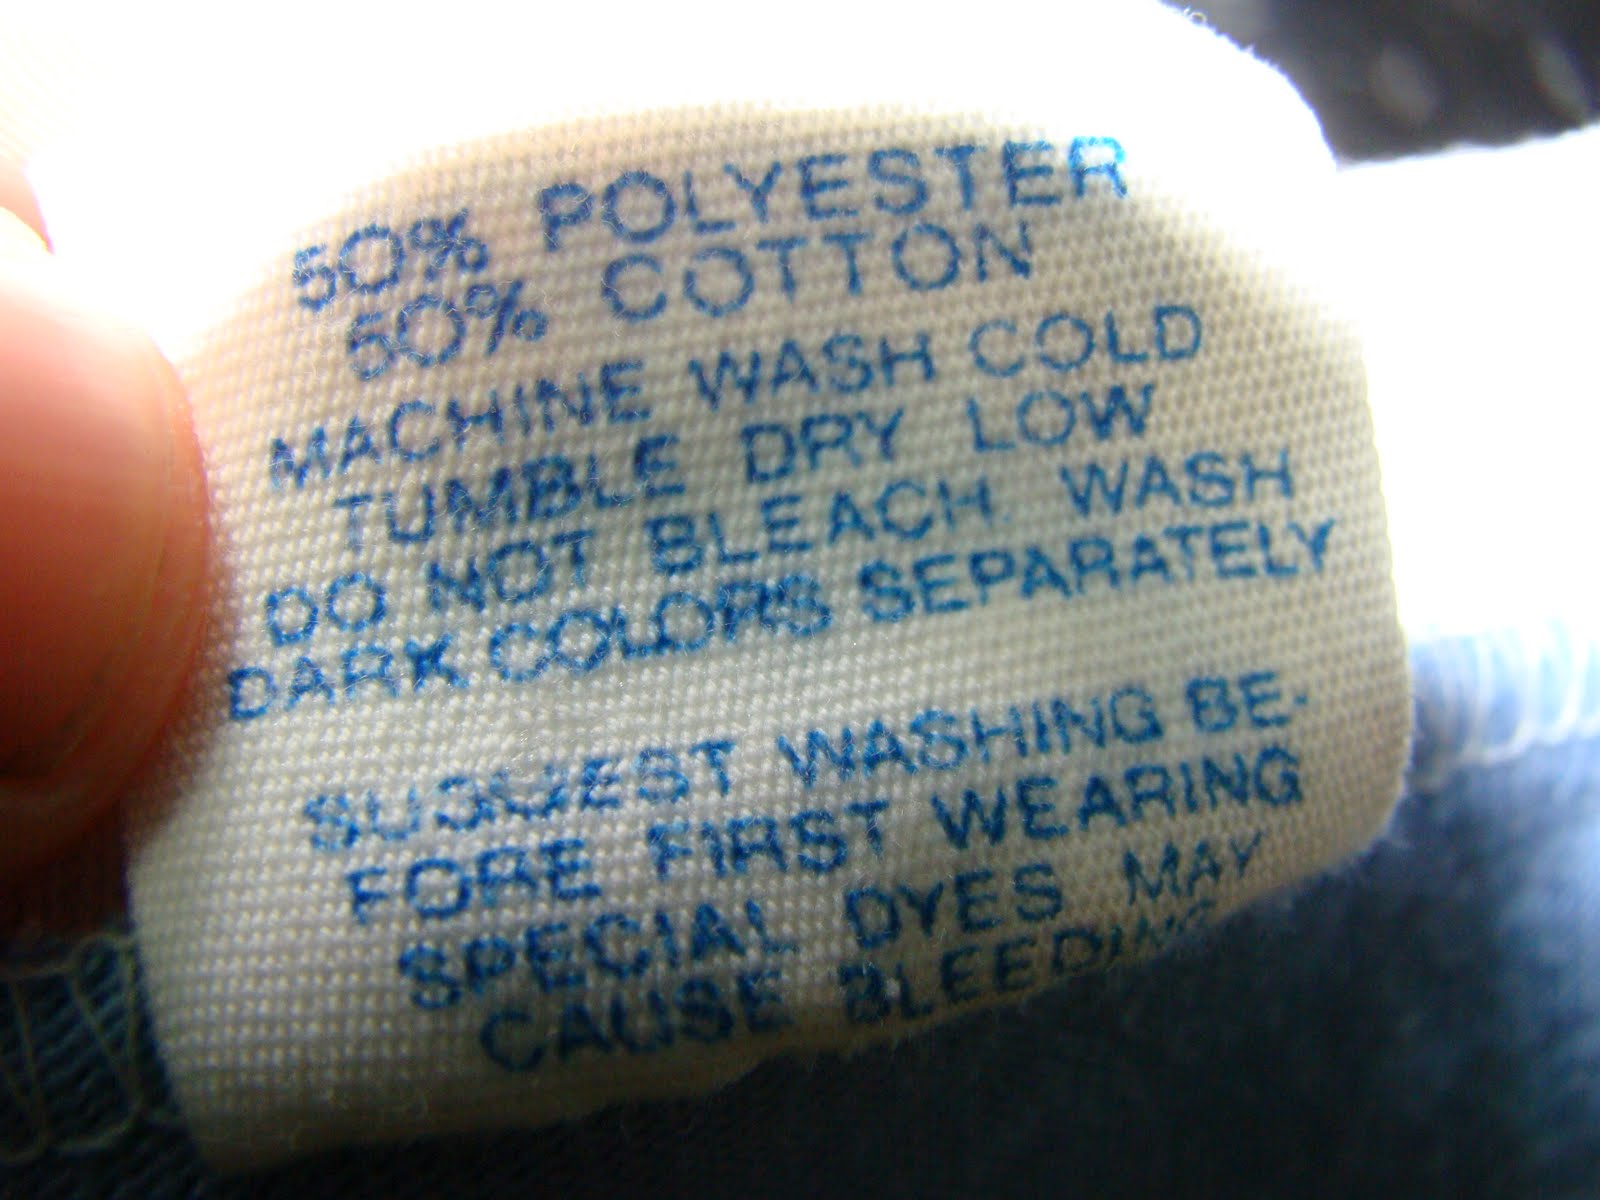 50% POLYESTER
50% COTTON
MACHINE WASH COLD
TUMBLE DRY LOW
DO NOT BLEACH. WASH
DARK COLORS SEPARATELY
SUGGEST WASHING BE-
FORE FIRST WEARING
SPECIAL DYES MAY
CAUSE BLEEDING